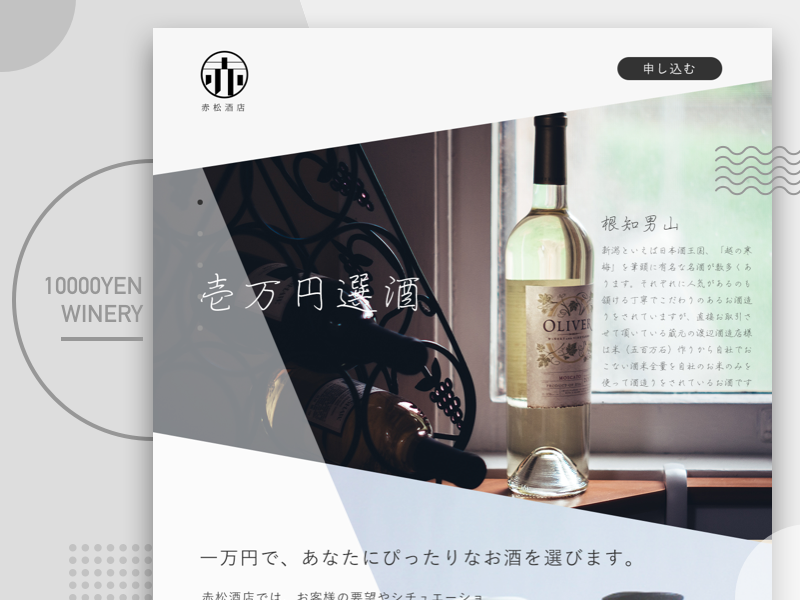 赤松酒店
申し込む
10000YEN
WINERY
壱万円選酒
根知男山
新潟といえば日本酒王国、「越の寒
梅」を筆頭に有名な名酒が数多くあ
ります。それぞれに人気があるのも
頷ける丁寧でこだわりのあるお酒造
りをされていますが、直接お取引さ
せて頂いている蔵元の渡辺酒造店様
は米（五百万石）作りから自社でお
こない酒米全量を自社のお米のみを
使って酒造りをされているお酒です
OLIVER
MOSCATO
一万円で、あなたにぴったりなお酒を選びます。
赤松酒店では、お客様の要望やシチュエーショ